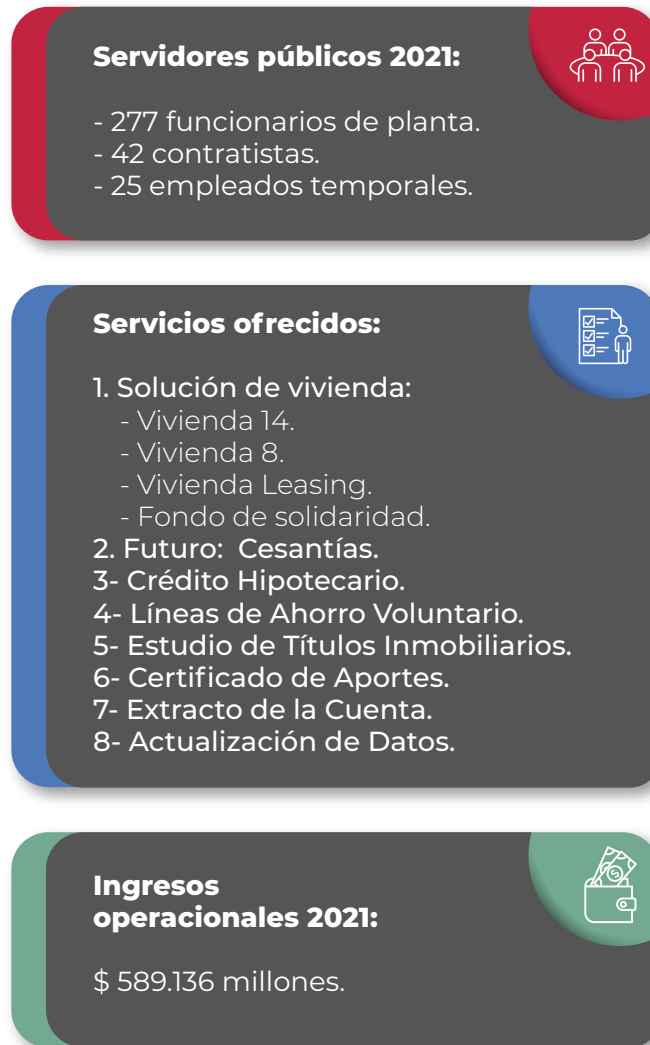 Servidores públicos 2021:
- 277 funcionarios de planta.
- 42 contratistas.
- 25 empleados temporales.
Servicios ofrecidos:
1. Solución de vivienda:
- Vivienda 14.
- Vivienda 8.
- Vivienda Leasing.
- Fondo de solidaridad.
2. Futuro: Cesantías.
3- Crédito Hipotecario.
4- Líneas de Ahorro Voluntario.
5- Estudio de Títulos Inmobiliarios.
6- Certificado de Aportes.
7- Extracto de la Cuenta.
8- Actualización de Datos.
Ingresos
operacionales 2021:
$ 589.136 millones.